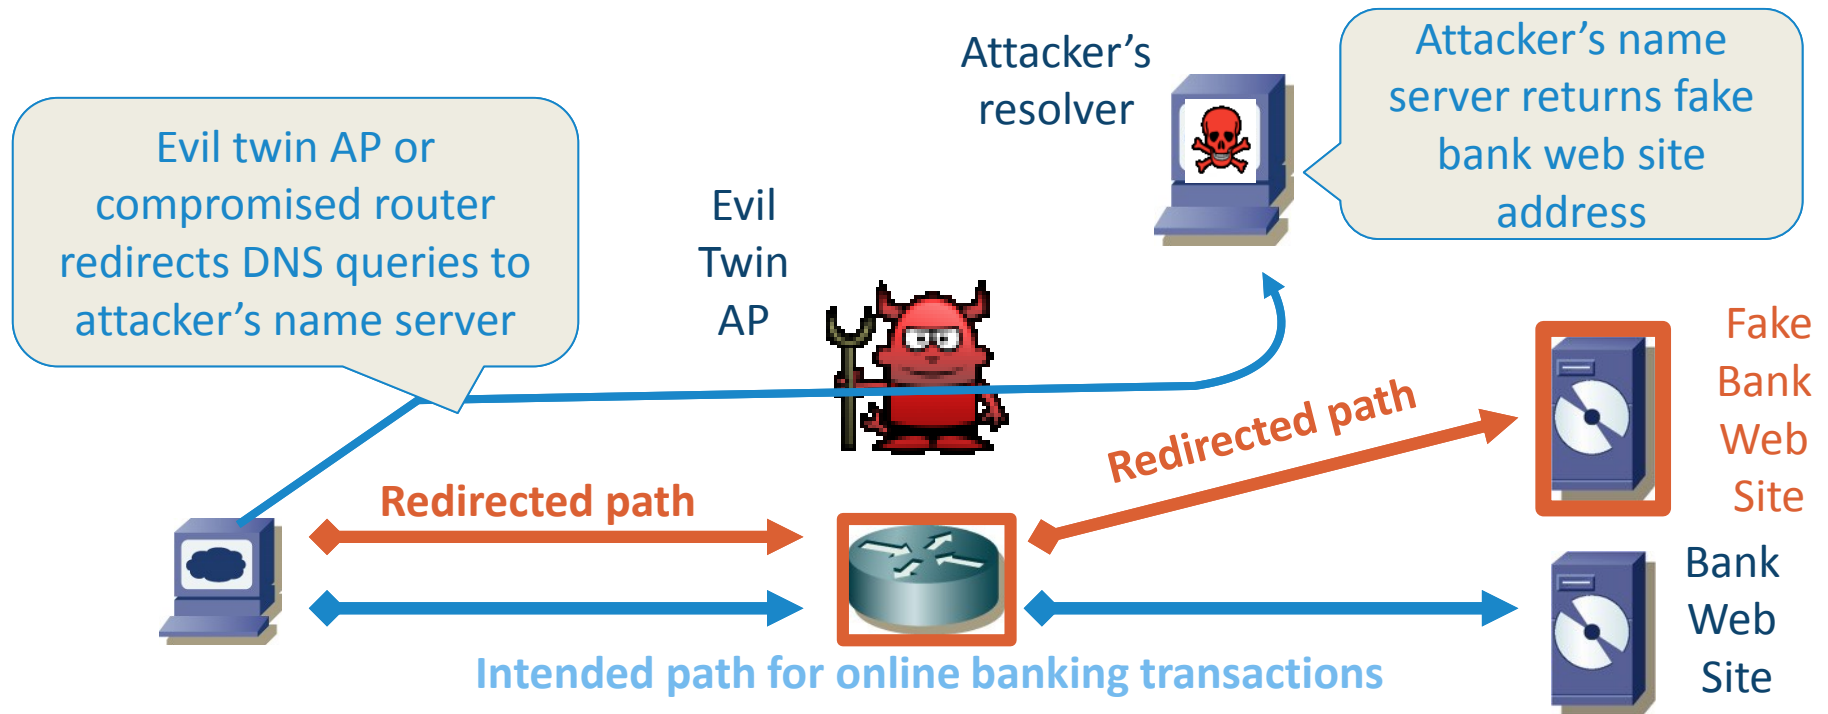 Evil twin AP or
compromised router
redirects DNS queries to
attacker’s name server
Evil
Twin
AP
Attacker’s
resolver
Attacker’s name
server returns fake
bank web site
address
Redirected path
Redirected path
Fake
Bank
Web
Site
Intended path for online banking transactions
Bank
Web
Site